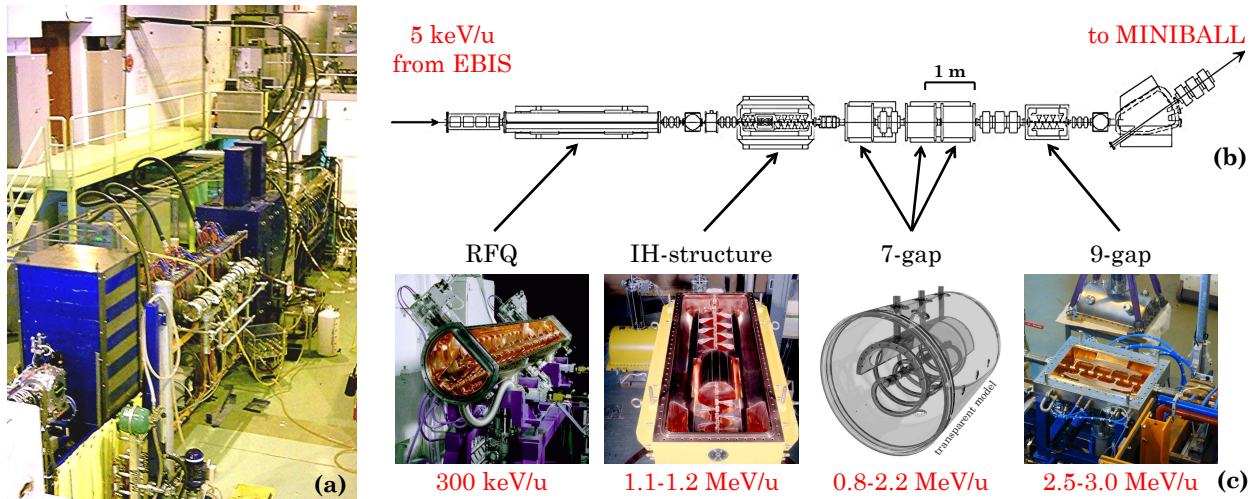 5 keV/u
from EBIS
to MINIBALL
1 m
(b)
RFQ
IH-structure
7-gap
9-gap
transparent model
(a)
300 keV/u
1.1-1.2 MeV/u
0.8-2.2 MeV/u
2.5-3.0 MeV/u
(c)